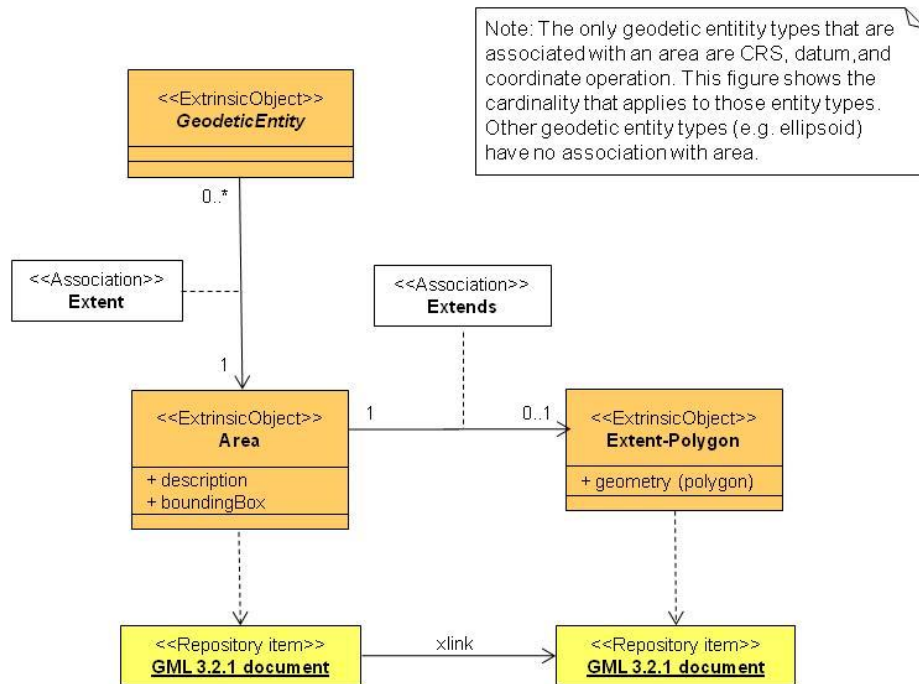 Note: The only geodetic entitity types that are
associated with an area are CRS, datum,and
coordinate operation. This figure shows the
cardinality that applies to those entity types.
Other geodetic entity types (e.g. ellipsoid)
have no association with area.
<<ExtrinsicObject>>
GeodeticEntity
0..*
<<Association>>
Extent
<<Association>>
Extends
1
<<ExtrinsicObject>>
Area
+ description
+ boundingBox
1
0..1
<<ExtrinsicObject>>
Extent-Polygon
+ geometry (polygon)
<<Repository item>>
GML 3.2.1 document
xlink
<<Repository item>>
GML 3.2.1 document